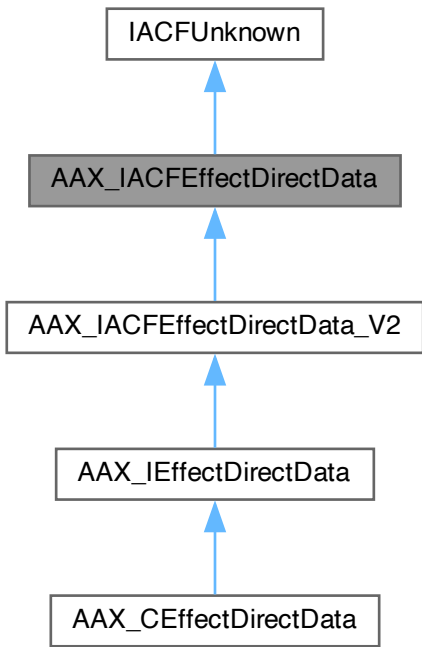 IACFUnknown
AAX_IACFEffectDirectData
AAX_IACFEffectDirectData_V2
AAX_IEffectDirectData
AAX_CEffectDirectData